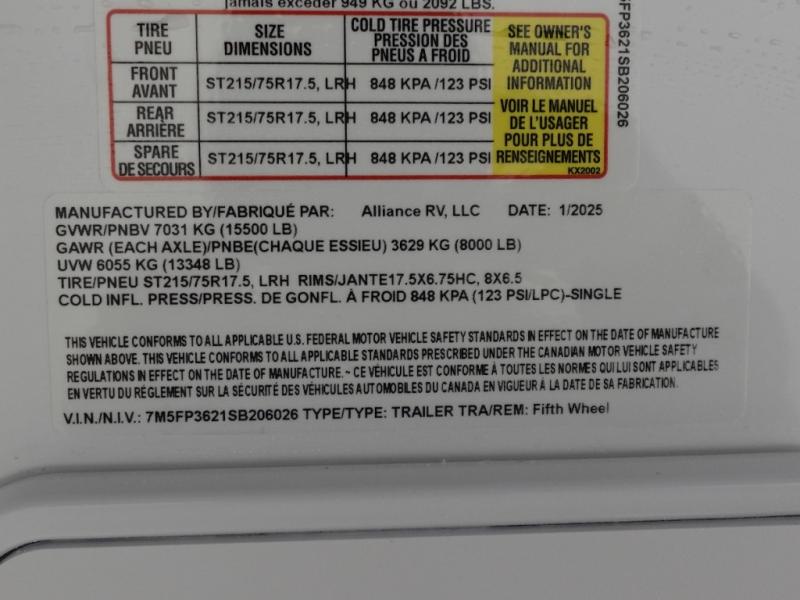 jamais excéder 949 KG ou 2092 LBS.
TIRE PNEU
SIZE DIMENSIONS
COLD TIRE PRESSURE PRESSION DES PNEUS A FROID
SEE OWNER'S MANUAL FOR ADDITIONAL INFORMATION
VOIR LE MANUEL DE L'USAGER POUR PLUS DE RENSEIGNEMENTS
KX2002
FRONT AVANT
ST215/75R17.5, LRH
848 KPA /123 PSI
REAR ARRIÈRE
ST215/75R17.5, LRH
848 KPA /123 PSI
SPARE DE SECOURS
ST215/75R17.5, LRH
848 KPA /123 PSI
FP3621SB206026
MANUFACTURED BY/FABRIQUÉ PAR: Alliance RV, LLC DATE: 1/2025
GVWR/PNBV 7031 KG (15500 LB)
GAWR (EACH AXLE)/PNBE(CHAQUE ESSIEU) 3629 KG (8000 LB)
UVW 6055 KG (13348 LB)
TIRE/PNEU ST215/75R17.5, LRH RIMS/JANTE17.5X6.75HC, 8X6.5
COLD INFL. PRESS/PRESS. DE GONFL. À FROID 848 KPA (123 PSI/LPC)-SINGLE
THIS VEHICLE CONFORMS TO ALL APPLICABLE U.S. FEDERAL MOTOR VEHICLE SAFETY STANDARDS IN EFFECT ON THE DATE OF MANUFACTURE
SHOWN ABOVE. THIS VEHICLE CONFORMS TO ALL APPLICABLE STANDARDS PRESCRIBED UNDER THE CANADIAN MOTOR VEHICLE SAFETY
REGULATIONS IN EFFECT ON THE DATE OF MANUFACTURE.~ CE VÉHICULE EST CONFORME À TOUTES LES NORMES QUI LUI SONT APPLICABLES
EN VERTU DU RÉGLEMENT SUR LA SÉCURITÉ DES VÉHICULES AUTOMOBILES DU CANADA EN VIGUEUR À LA DATE DE SA FABRICATION.
V.I.N./N.I.V.: 7M5FP3621SB206026 TYPE/TYPE: TRAILER TRA/REM: Fifth Wheel